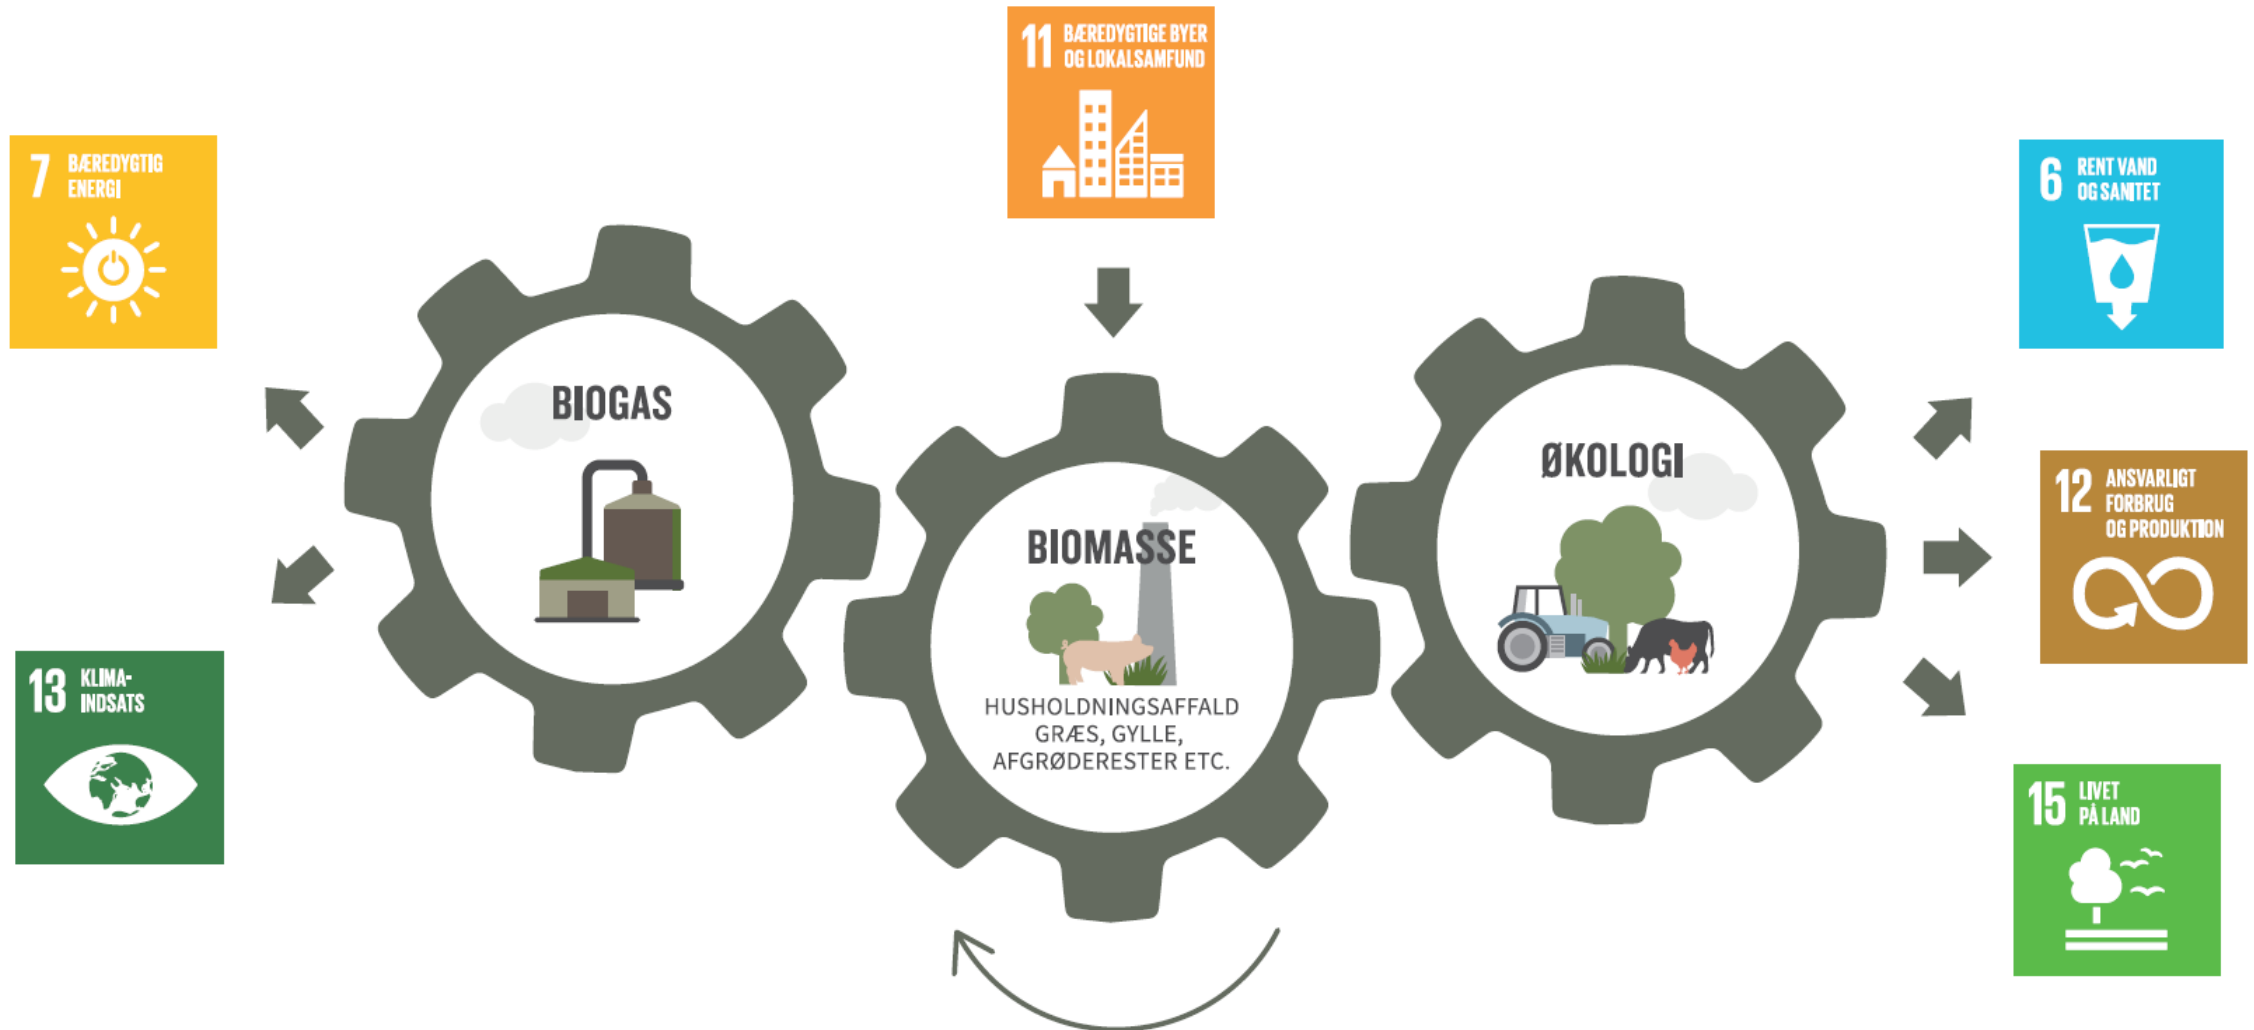 11 BÆREDYGTIGE BYER
OG LOKALSAMFUND
7 BÆREDYGTIG
ENERGI
6 RENT VAND
OG SANITET
BIOGAS
ØKOLOGI
12 ANSVARLIGT
FORBRUG
OG PRODUKTION
BIOMASSE
13 KLIMA-
INDSATS
HUSHOLDNINGSAFFALD
GRÆS, GYLLE,
AFGRØDERESTER ETC.
15 LIVET
PÅ LAND